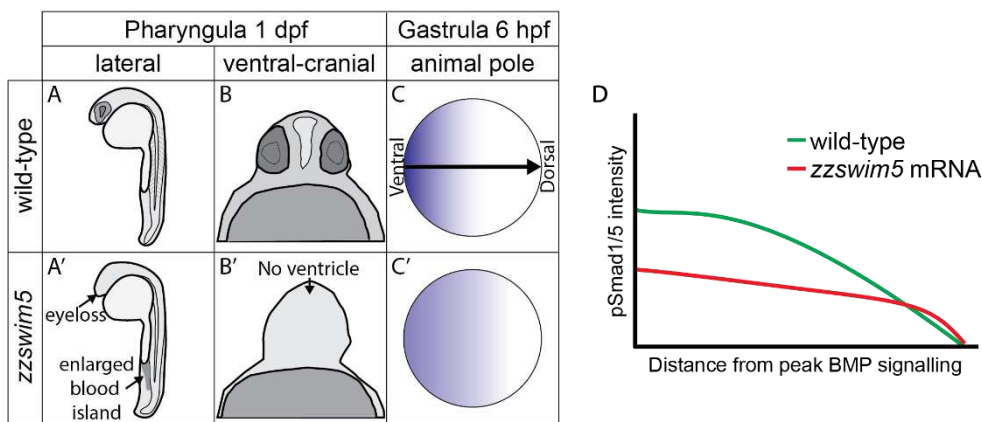 Pharyngula 1 dpf
Gastrula 6 hpf
lateral
ventral-cranial
animal pole
wild-type
A
B
C
Ventral
Dorsal
zzswim5
A'
eyeloss
enlarged
blood
island
B'
No ventricle
C'
D
wild-type
zzswim5 mRNA
pSmad1/5 intensity
Distance from peak BMP signalling